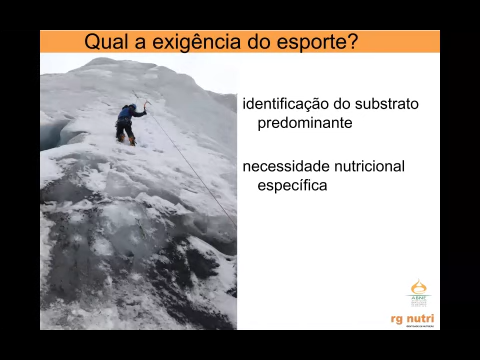 Qual a exigência do esporte?
identificação do substrato
predominante
necessidade nutricional
específica
rg nutri